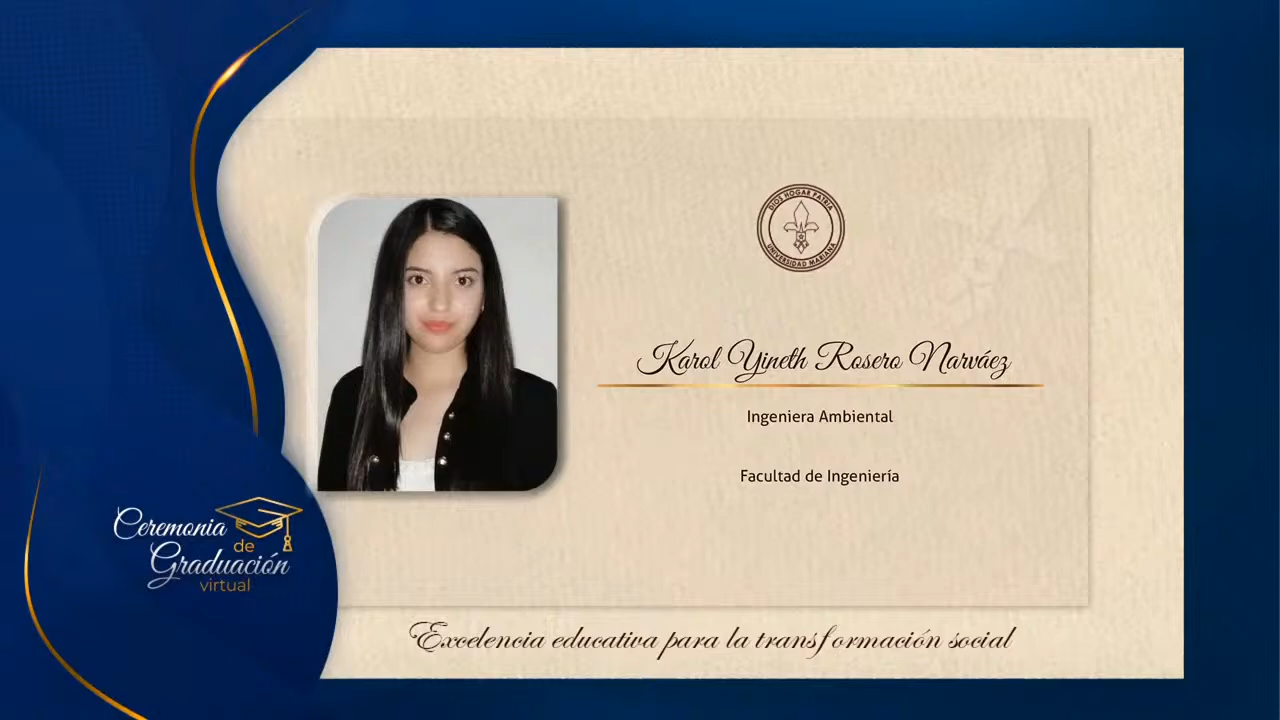 DIOS HOGAR PATRIA
UNIVERSIDAD MARIANA
Karol Yineth Rosero Narváez
Ingeniera Ambiental
Facultad de Ingeniería
Ceremonia
de
Graduación
virtual
Excelencia educativa para la transformación social